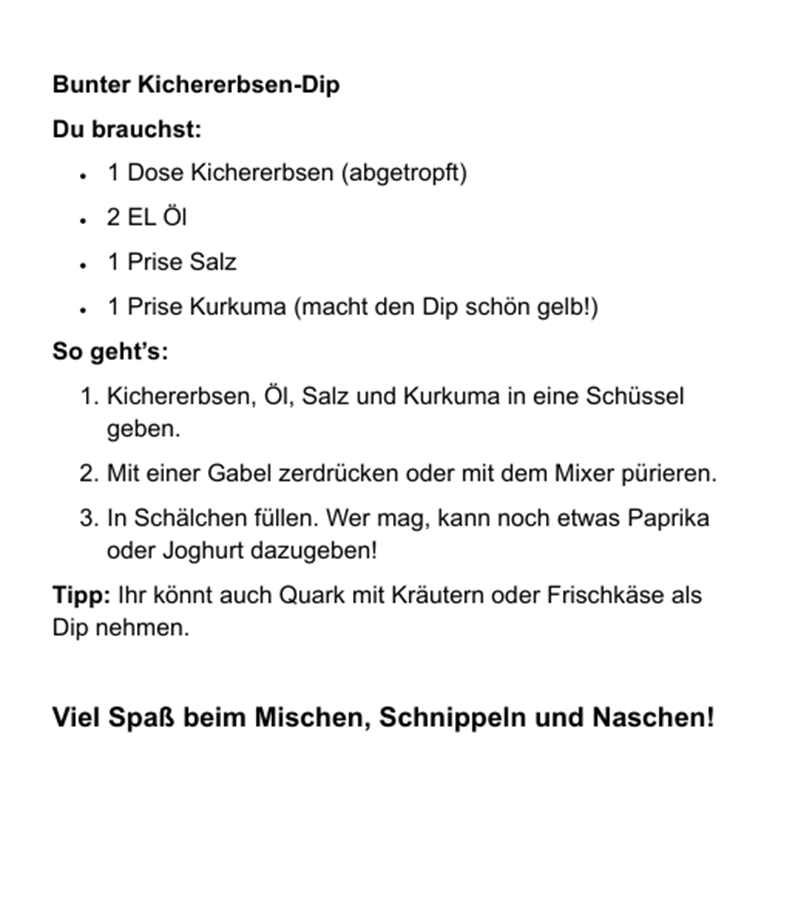 Bunter Kichererbsen-Dip
Du brauchst:
• 1 Dose Kichererbsen (abgetropft)
• 2 EL Öl
• 1 Prise Salz
• 1 Prise Kurkuma (macht den Dip schön gelb!)
So geht’s:
1. Kichererbsen, Öl, Salz und Kurkuma in eine Schüssel
geben.
2. Mit einer Gabel zerdrücken oder mit dem Mixer pürieren.
3. In Schälchen füllen. Wer mag, kann noch etwas Paprika
oder Joghurt dazugeben!
Tipp: Ihr könnt auch Quark mit Kräutern oder Frischkäse als
Dip nehmen.
Viel Spaß beim Mischen, Schnippeln und Naschen!